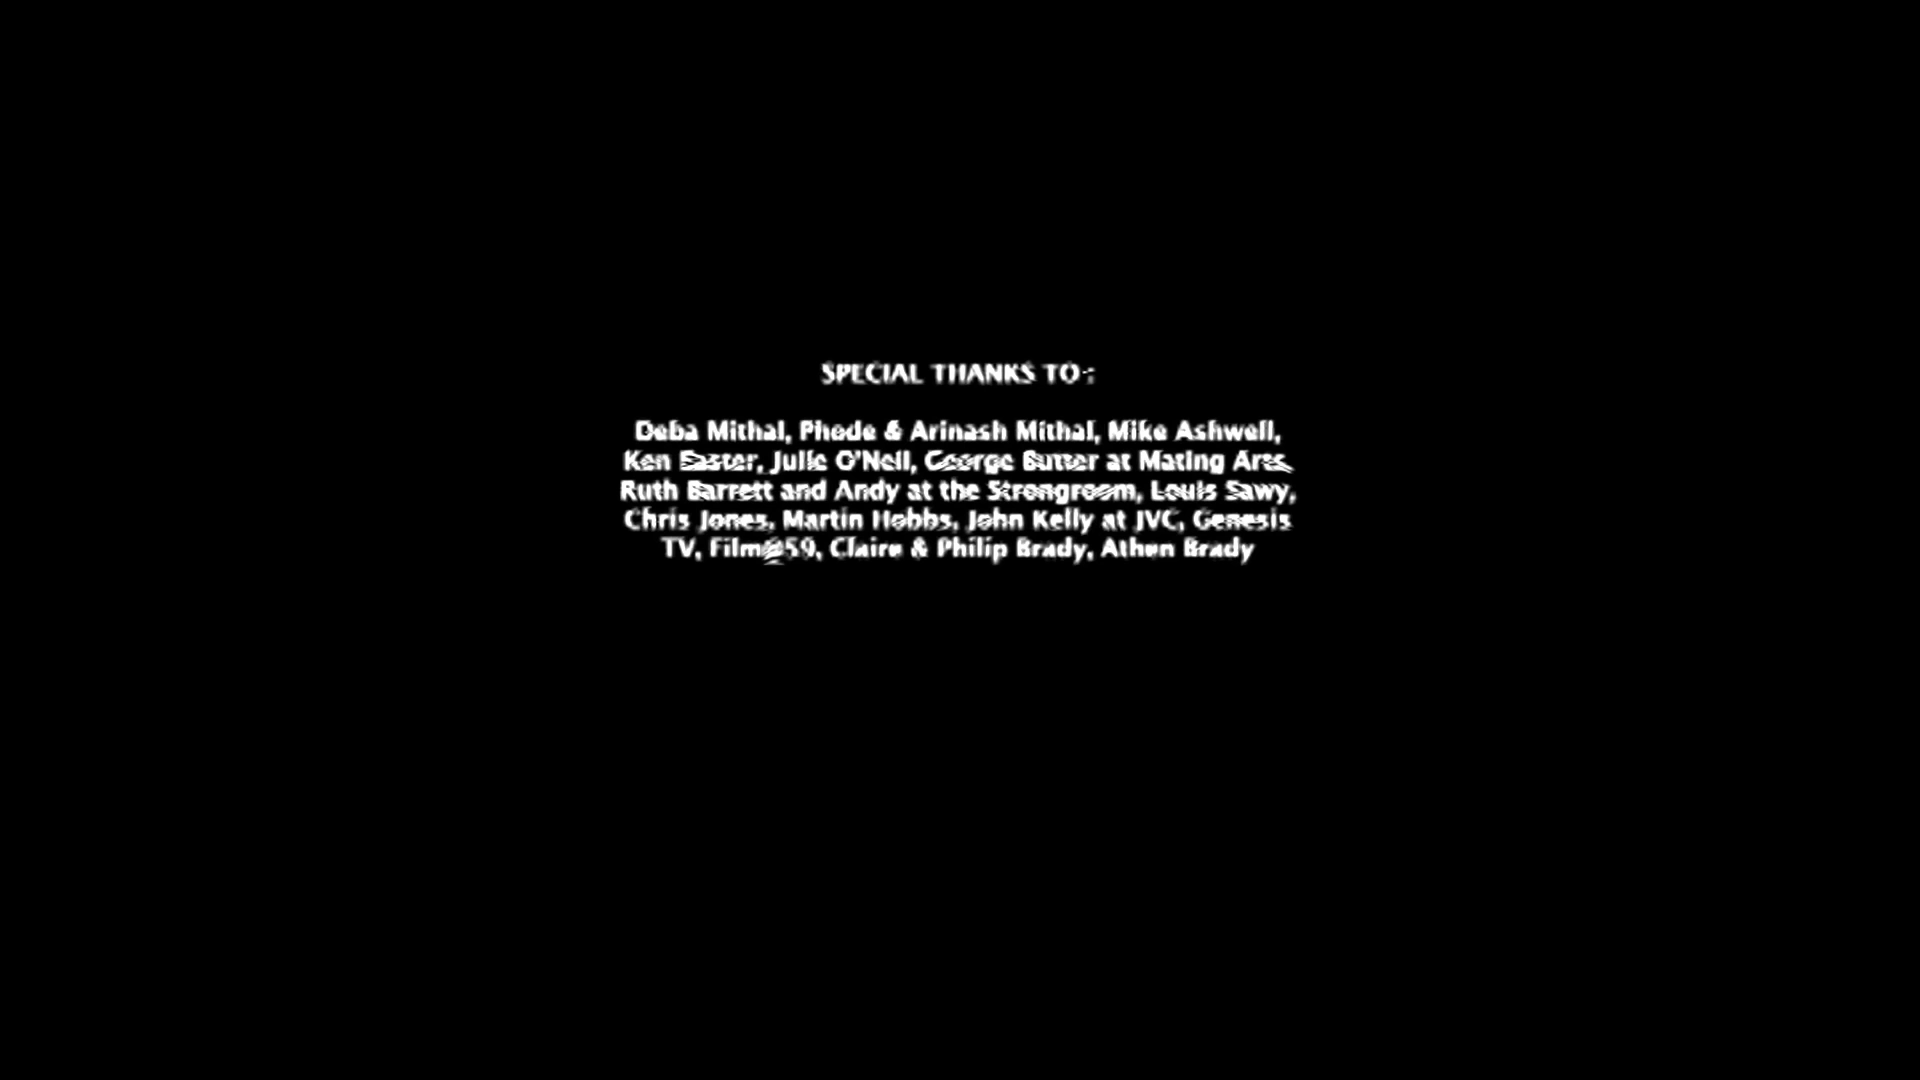 SPECIAL THANKS TO :
Deba Mithal, Phede & Arinash Mithal, Mike Ashwell,
Ken Easter, Julie O'Neil, George Butter at Mating Arts,
Ruth Barrett and Andy at the Strongroom, Louis Sawy,
Chris Jones, Martin Hobbs, John Kelly at JVC, Genesis
TV, Film@59, Claire & Philip Brady, Athen Brady